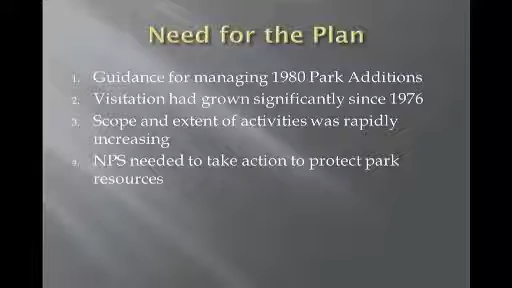 Need for the Plan
1. Guidance for managing 1980 Park Additions
2. Visitation had grown significantly since 1976
3. Scope and extent of activities was rapidly
increasing
4. NPS needed to take action to protect park
resources